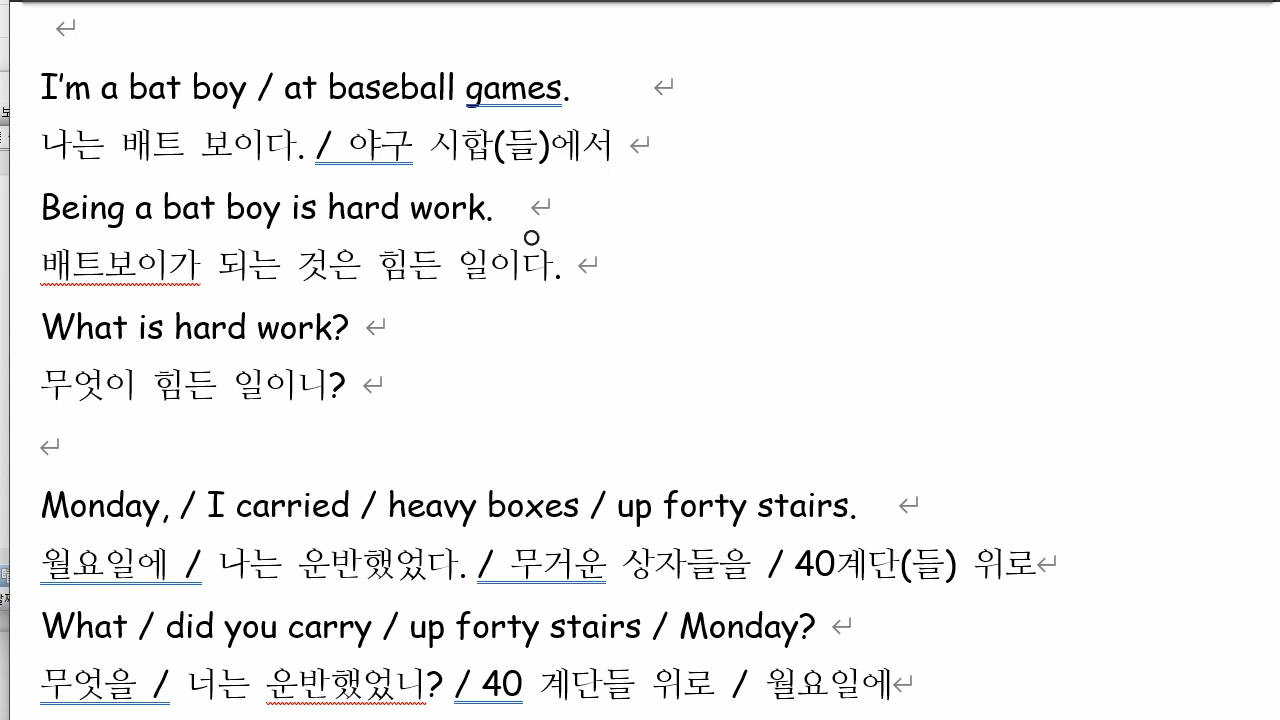 I'm a bat boy / at baseball games.
나는 배트 보이다. / 야구 시합(들)에서
Being a bat boy is hard work.
배트보이가 되는 것은 힘든 일이다.
What is hard work?
무엇이 힘든 일이니?
Monday, / I carried / heavy boxes / up forty stairs.
월요일에 / 나는 운반했었다. / 무거운 상자들을 / 40계단(들) 위로
What / did you carry / up forty stairs / Monday?
무엇을 / 너는 운반했었니? / 40 계단들 위로 / 월요일에